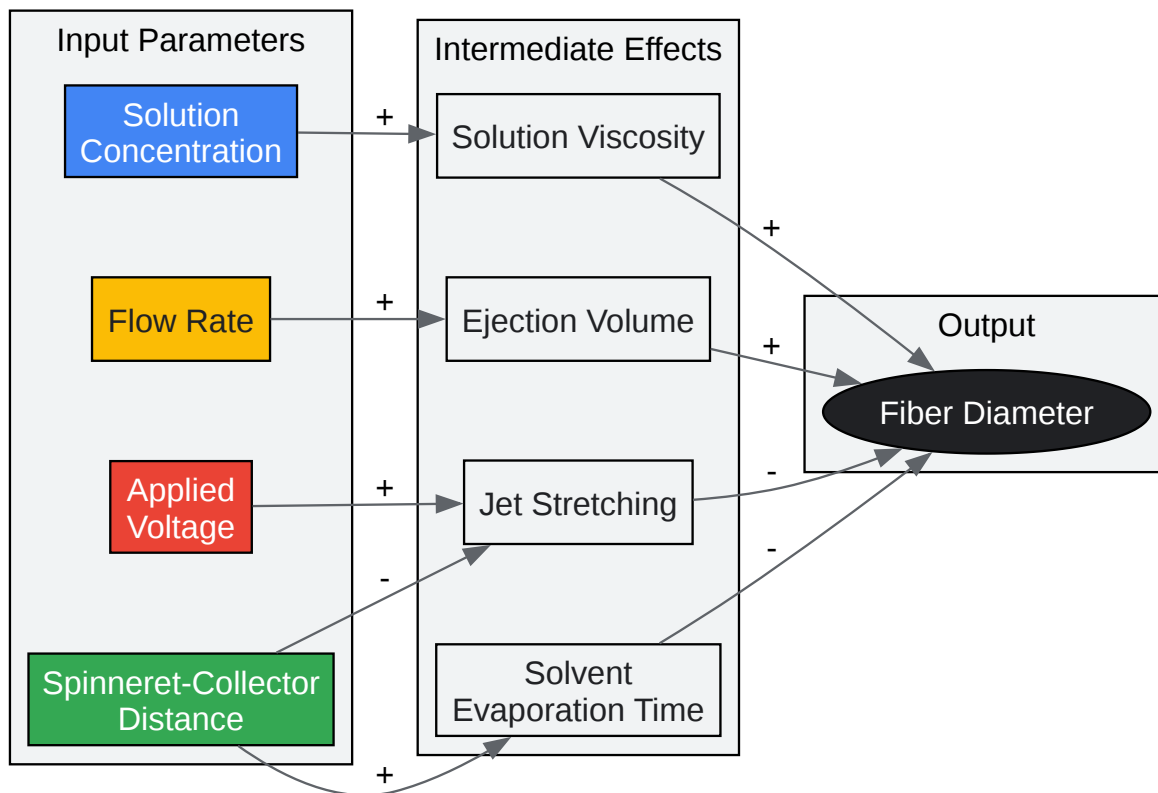 Input Parameters
Solution
Concentration
Flow Rate
Applied
Voltage
Spinneret-Collector
Distance
+
+
+
-
+
Intermediate Effects
Solution Viscosity
Ejection Volume
Jet Stretching
Solvent
Evaporation Time
+
+
-
-
Output
Fiber Diameter